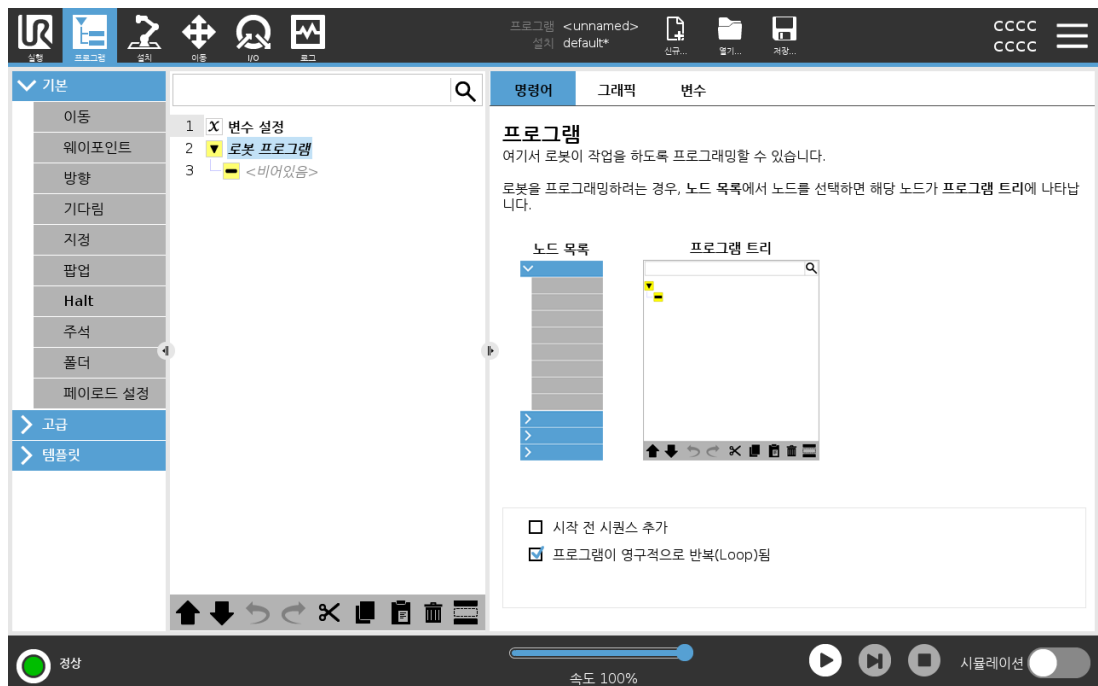 프로그램 <unnamed>
설치 default*
CCCC
CCCC
실행
프로그램
설치
이동
I/O
로그
신규...
열기...
저장...
기본
이동
웨이포인트
방향
기다림
지정
팝업
Halt
주석
폴더
페이로드 설정
고급
템플릿
1 X 변수 설정
2 로봇 프로그램
3 <비어있음>
명령어
그래픽
변수
프로그램
여기서 로봇이 작업을 하도록 프로그래밍할 수 있습니다.
로봇을 프로그래밍하려는 경우, 노드 목록에서 노드를 선택하면 해당 노드가 프로그램 트리에 나타납
니다.
노드 목록
프로그램 트리
시작 전 시퀀스 추가
프로그램이 영구적으로 반복(Loop)됨
정상
속도 100%
시뮬레이션